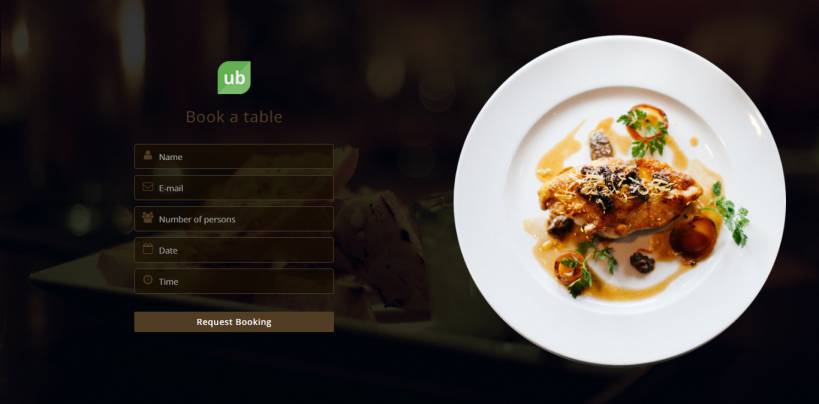 ub
Book a table
Name
E-mail
Number of persons
Date
Time
Request Booking